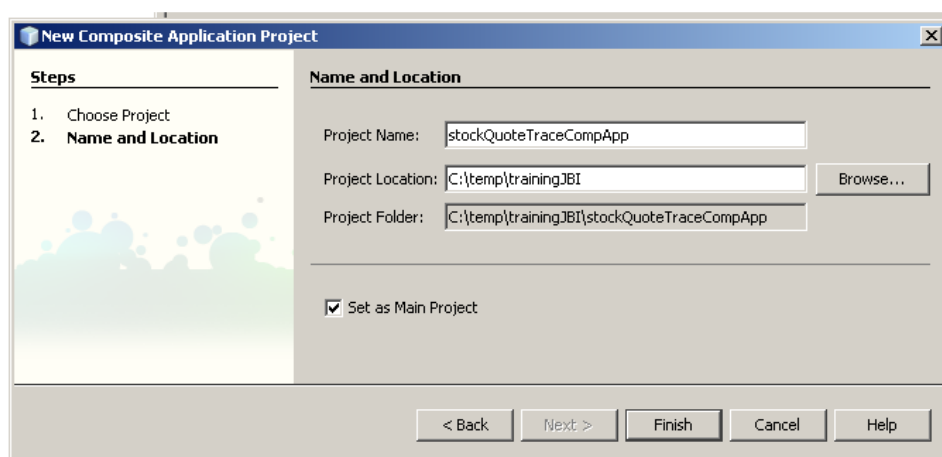 New Composite Application Project
Steps
1. Choose Project
2. Name and Location
Name and Location
Project Name: stockQuoteTraceCompApp
Project Location: C:\temp\trainingJBI Browse...
Project Folder: C:\temp\trainingJBI\stockQuoteTraceCompApp
Set as Main Project
< Back Next > Finish Cancel Help